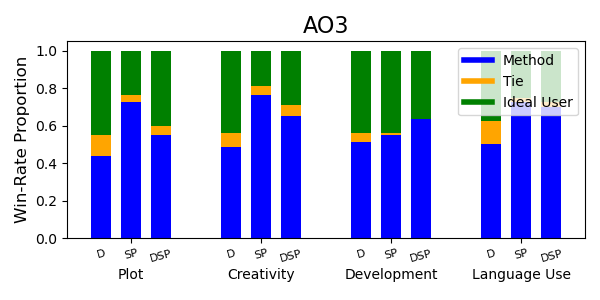 AO3
Win-Rate Proportion
1.0
0.8
0.6
0.4
0.2
0.0
Method
Tie
Ideal User
D SP DSP D SP DSP D SP DSP D SP DSP
Plot Creativity Development Language Use